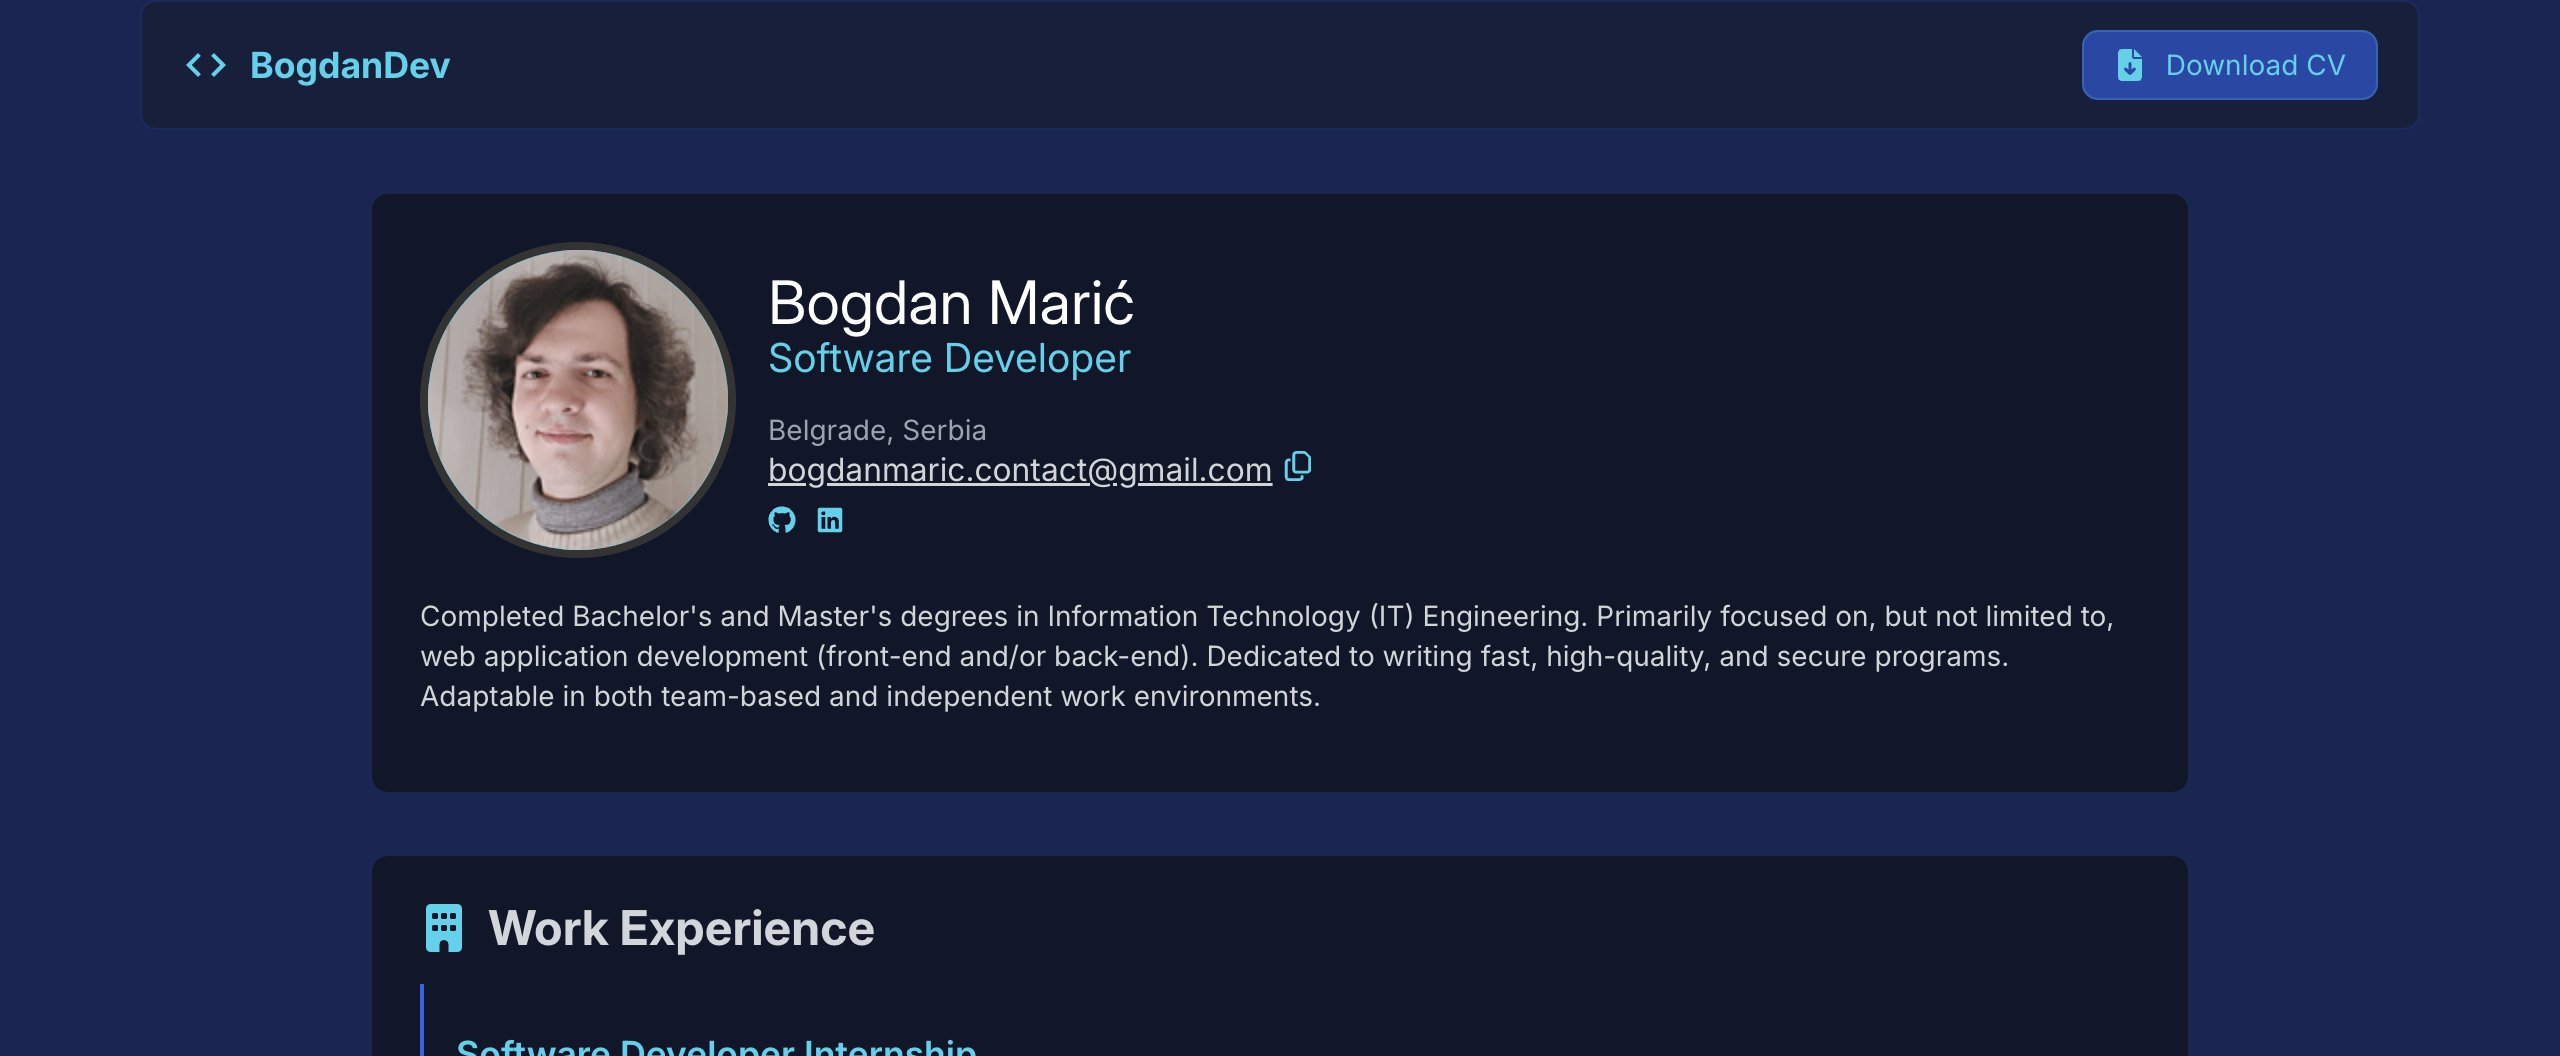 BogdanDev
Download CV
Bogdan Marić
Software Developer
Belgrade, Serbia
bogdanmaric.contact@gmail.com
in
Completed Bachelor's and Master's degrees in Information Technology (IT) Engineering. Primarily focused on, but not limited to,
web application development (front-end and/or back-end). Dedicated to writing fast, high-quality, and secure programs.
Adaptable in both team-based and independent work environments.
Work Experience
Software Developer Internship